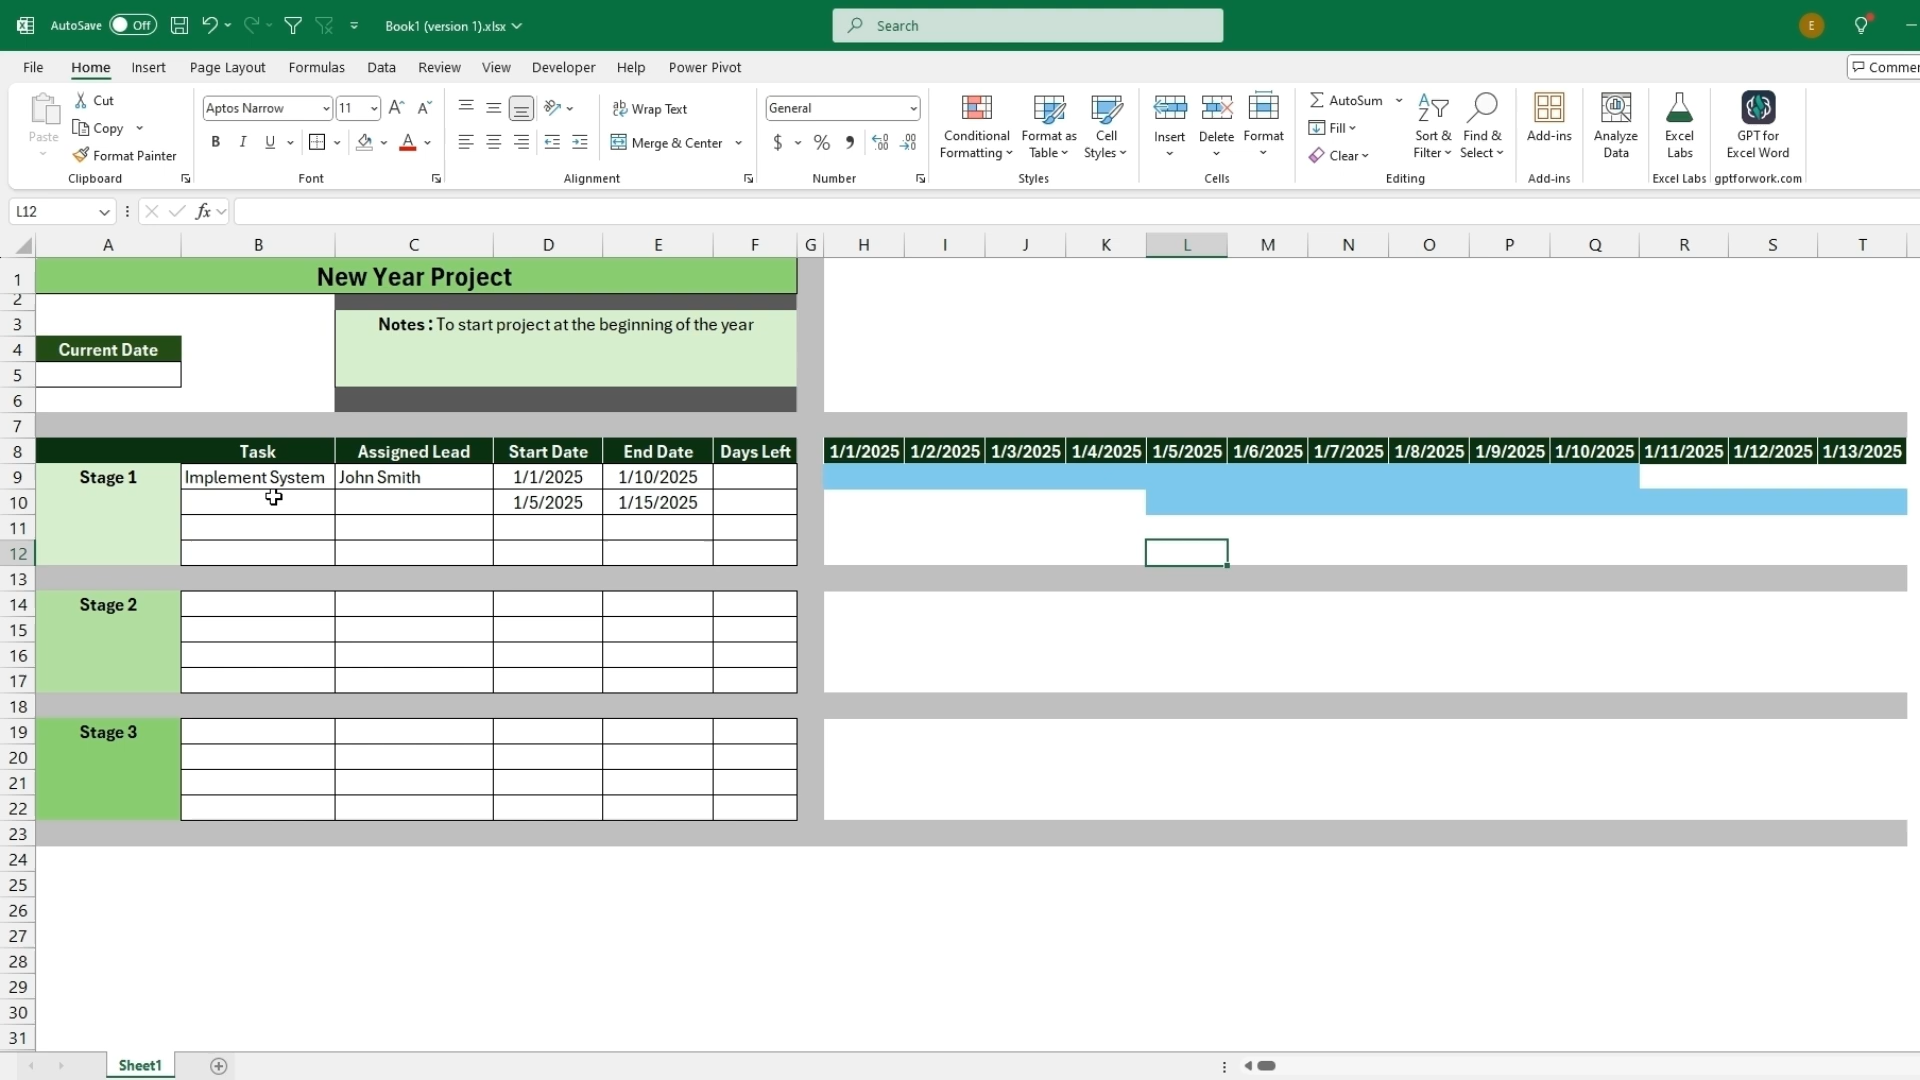 AutoSave Off Book1 (version 1).xlsx Search E
File Home Insert Page Layout Formulas Data Review View Developer Help Power Pivot
Paste Cut Copy Format Painter Clipboard
Aptos Narrow 11 B I U Font
Wrap Text Merge & Center Alignment
General $ % Number
Conditional Formatting Format as Table Cell Styles Styles
Insert Delete Format Cells
AutoSum Fill Clear Sort & Filter Find & Select Editing
Add-ins Add-ins
Analyze Data
Excel Labs Excel Labs
GPT for Excel Word gptforwork.com
L12 fx
A B C D E F G H I J K L M N O P Q R S T
1 New Year Project
2
3 Notes : To start project at the beginning of the year
4 Current Date
5
6
7
8 Task Assigned Lead Start Date End Date Days Left 1/1/2025 1/2/2025 1/3/2025 1/4/2025 1/5/2025 1/6/2025 1/7/2025 1/8/2025 1/9/2025 1/10/2025 1/11/2025 1/12/2025 1/13/2025
9 Stage 1 Implement System John Smith 1/1/2025 1/10/2025
10 1/5/2025 1/15/2025
11
12
13
14 Stage 2
15
16
17
18
19 Stage 3
20
21
22
23
24
25
26
27
28
29
30
31
Sheet1